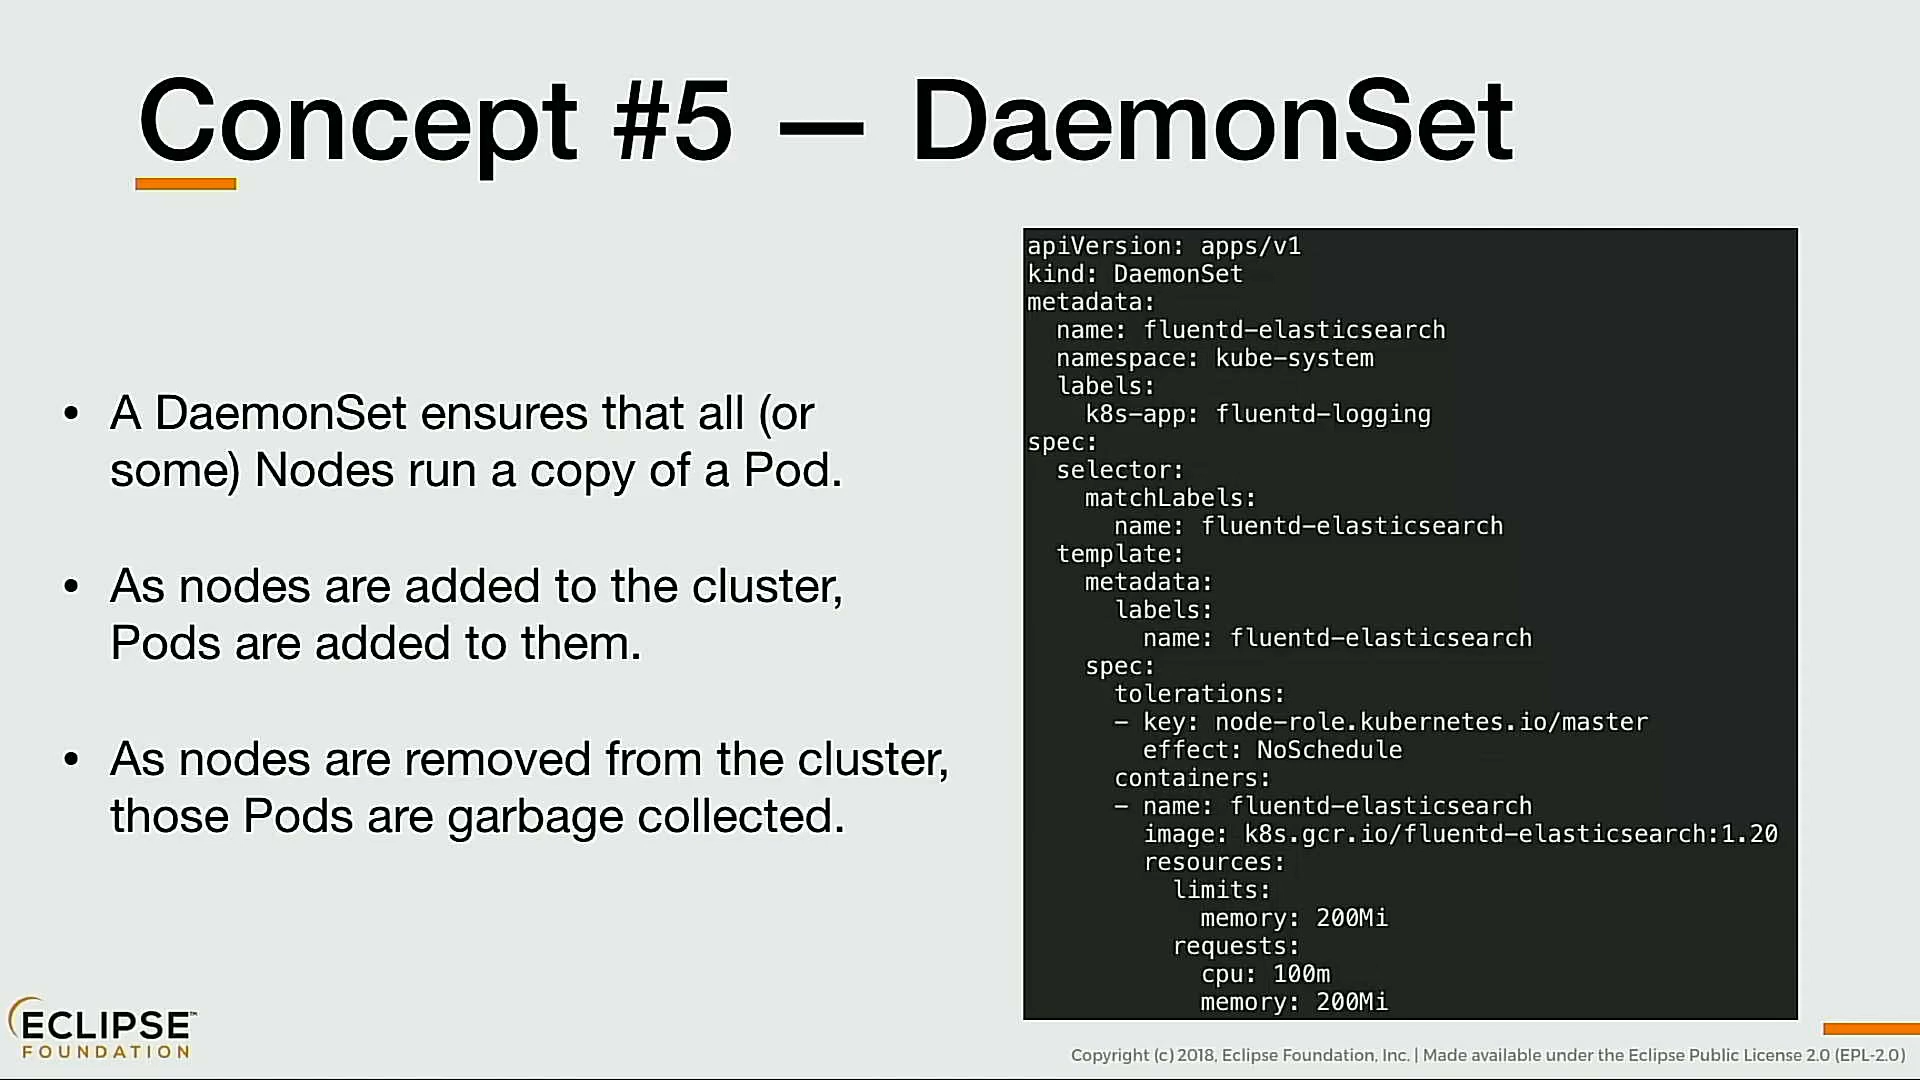 Concept #5 — DaemonSet
• A DaemonSet ensures that all (or
some) Nodes run a copy of a Pod.
• As nodes are added to the cluster,
Pods are added to them.
• As nodes are removed from the cluster,
those Pods are garbage collected.
apiVersion: apps/v1
kind: DaemonSet
metadata:
  name: fluentd-elasticsearch
  namespace: kube-system
  labels:
    k8s-app: fluentd-logging
spec:
  selector:
    matchLabels:
      name: fluentd-elasticsearch
  template:
    metadata:
      labels:
        name: fluentd-elasticsearch
    spec:
      tolerations:
      - key: node-role.kubernetes.io/master
        effect: NoSchedule
      containers:
      - name: fluentd-elasticsearch
        image: k8s.gcr.io/fluentd-elasticsearch:1.20
        resources:
          limits:
            memory: 200Mi
          requests:
            cpu: 100m
            memory: 200Mi
ECLIPSE™
FOUNDATION
Copyright (c) 2018, Eclipse Foundation, Inc. | Made available under the Eclipse Public License 2.0 (EPL-2.0)